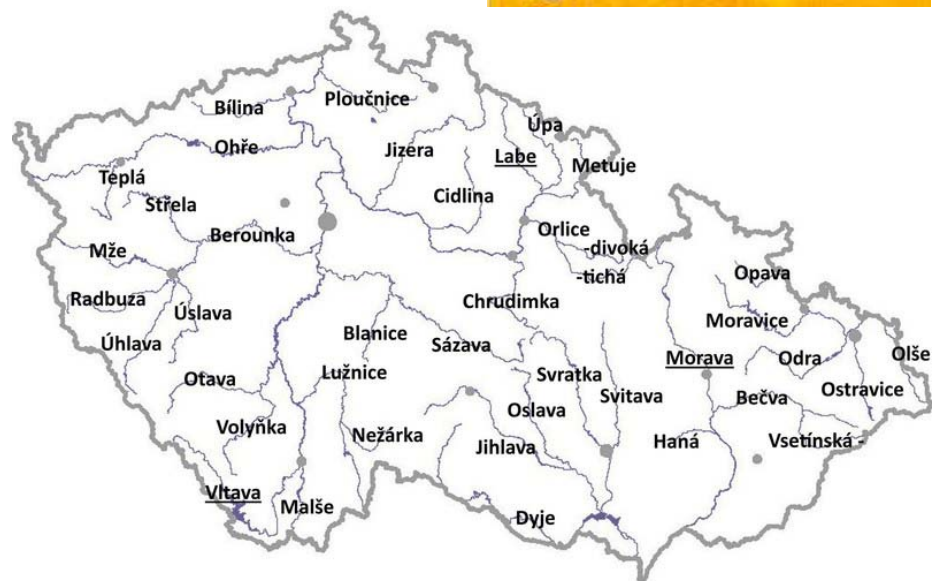 Bílina
Ploučnice
Úpa
Ohře
Jizera
Labe
Metuje
Teplá
Cidlina
Střela
Orlice
Berounka
-divoká
Mže
-tichá
Opava
Radbuza
Chrudimka
Úslava
Moravice
Blanice
Úhlava
Sázava
Morava
Odra
Olše
Lužnice
Svratka
Otava
Ostravice
Svitava
Bečva
Oslava
Volyňka
Nežárka
Haná
Vsetínská -
Jihlava
Vltava
Malše
Dyje